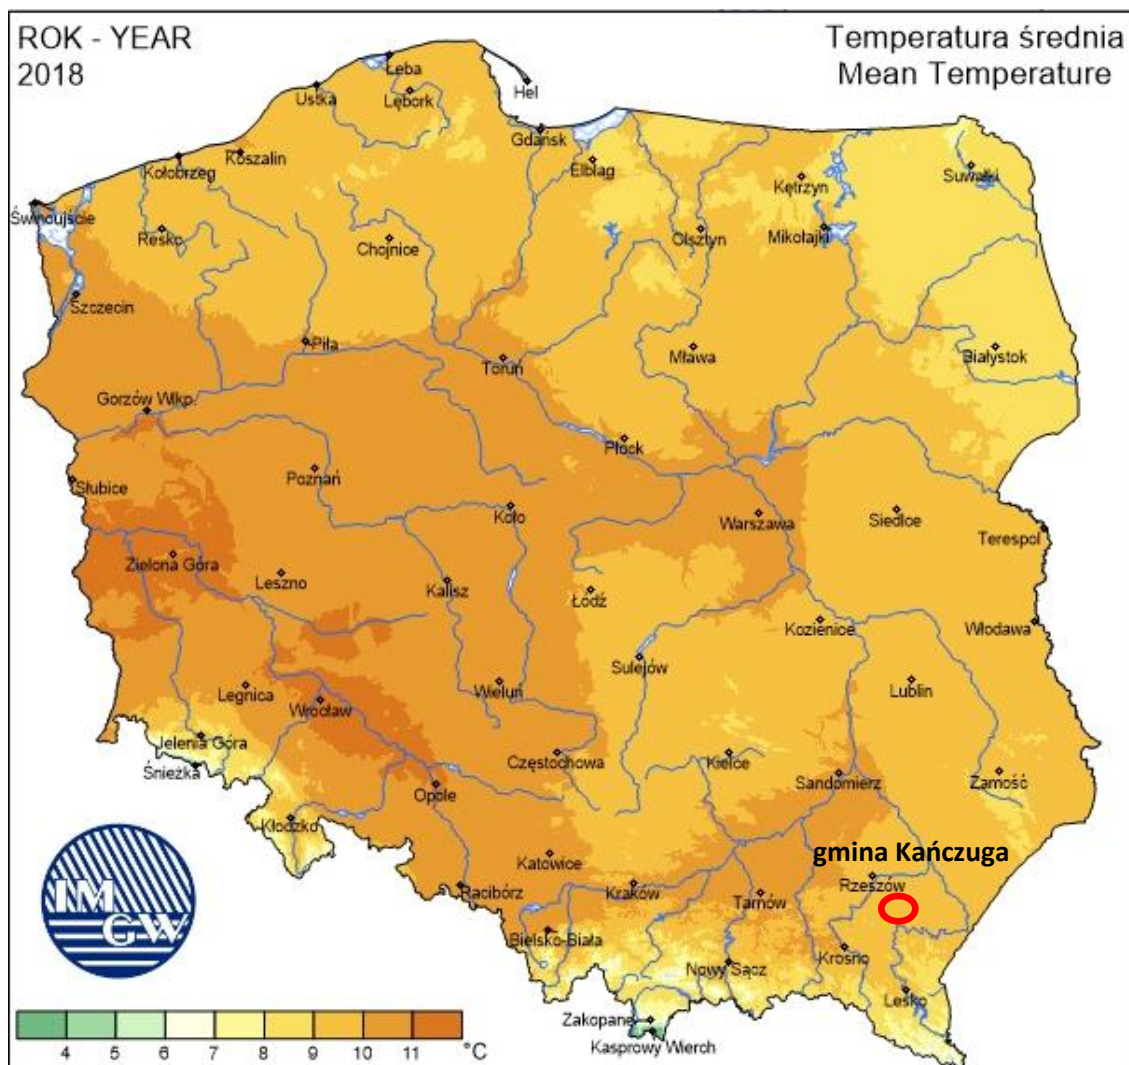 ROK - YEAR
2018
Temperatura średnia
Mean Temperature
Łeba
Ustka
Lębork
Hel
Gdańsk
Koszalin
Kołobrzeg
Elbląg
Kętrzyn
Suwałki
Świnoujście
Resko
Chojnice
Olsztyn
Mikołajki
Szczecin
Piła
Toruń
Mława
Białystok
Gorzów Wlkp.
Płock
Słubice
Poznań
Koło
Warszawa
Siedlce
Terespol
Zielona Góra
Leszno
Kalisz
Łódź
Kozienice
Włodawa
Sulejów
Legnica
Wrocław
Wieluń
Lublin
Jelenia Góra
Śnieżka
Częstochowa
Kielce
Sandomierz
Zamość
Opole
Kłodzko
Katowice
gmina Kańczuga
Rzeszów
Racibórz
Kraków
Tarnów
Bielsko-Biała
Nowy Sącz
Krosno
Lesko
Zakopane
Kasprowy Wierch
IM
GW
4 5 6 7 8 9 10 11 °C